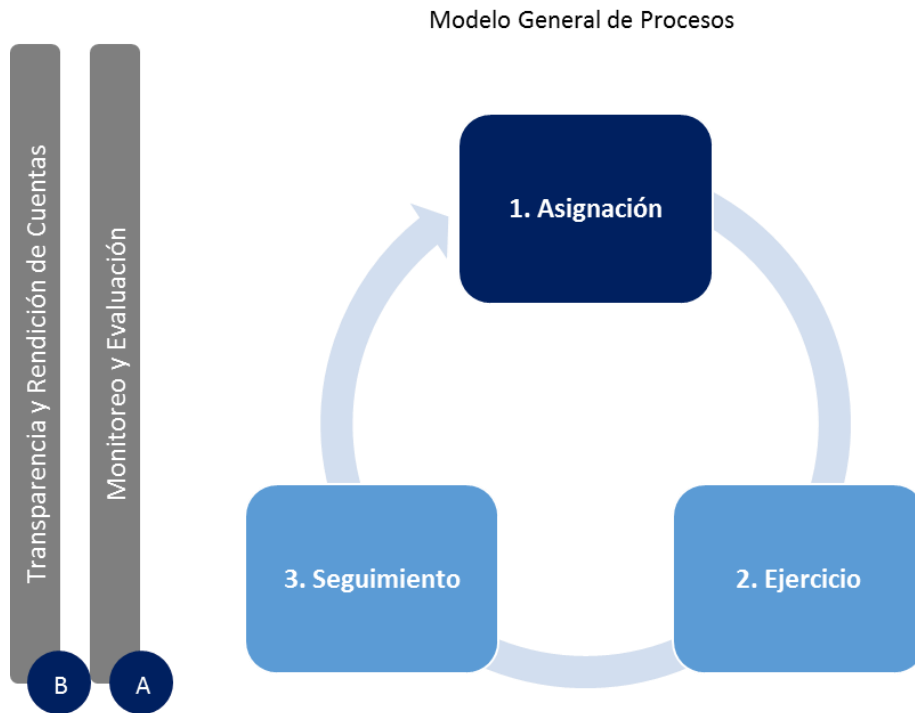 Modelo General de Procesos
Transparencia y Rendición de Cuentas
Monitoreo y Evaluación
1. Asignación
3. Seguimiento
2. Ejercicio
B
A